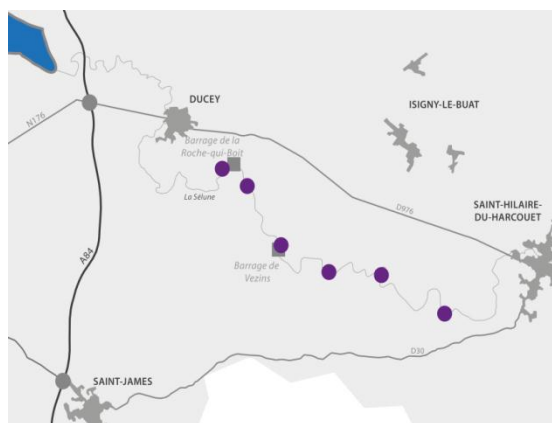 DUCEY
ISIGNY-LE BUAT
N176
Barrage de la
Roche-qui-Boit
La Sélune
SAINT-HILAIRE-
DU-HARCOUET
D976
A84
Barrage de
Vezins
D30
SAINT-JAMES